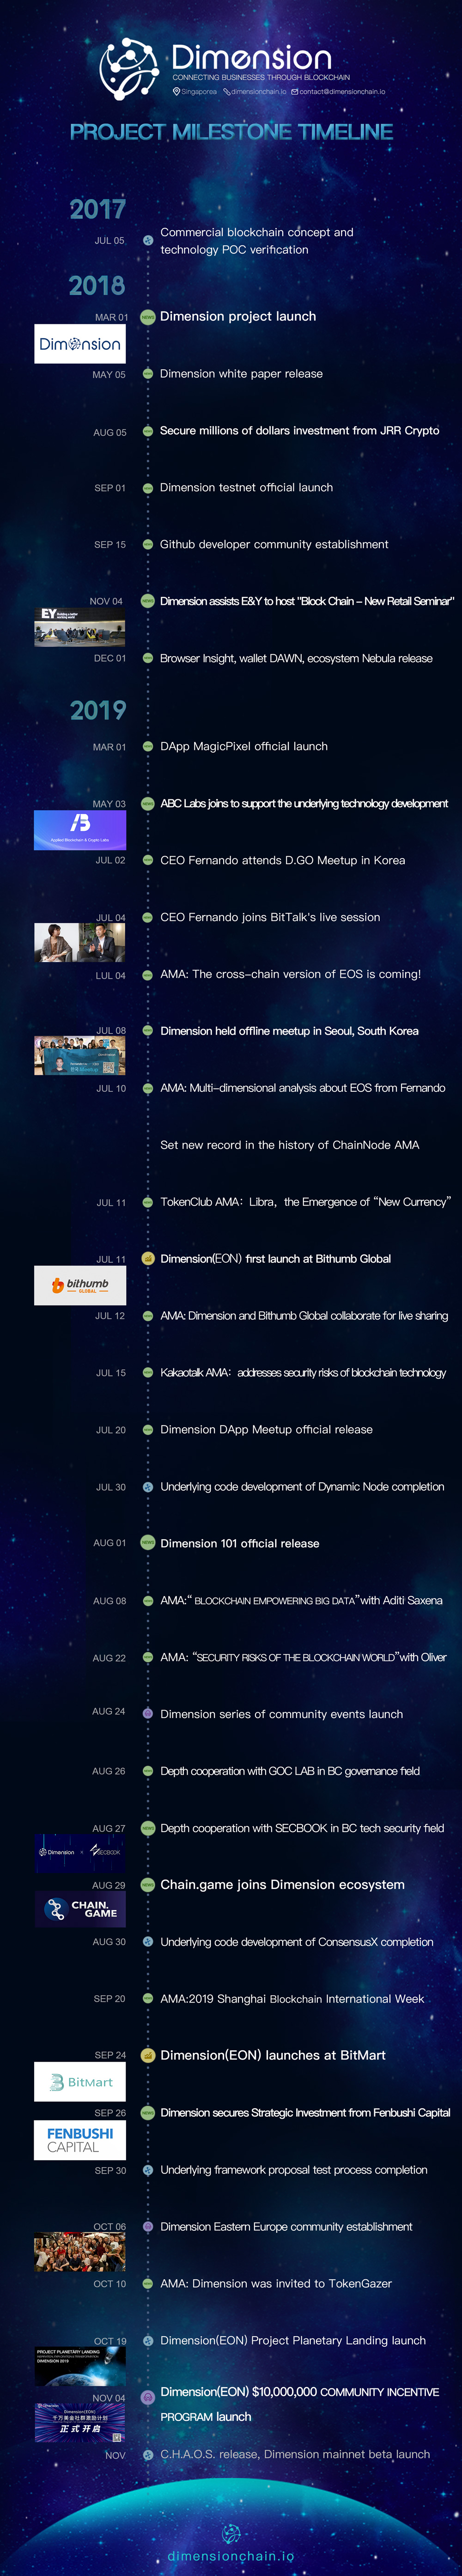 Dimension
CONNECTING BUSINESSES THROUGH BLOCKCHAIN
Singaporea dimensionchain.io contact@dimensionchain.io
PROJECT MILESTONE TIMELINE
2017
JUL 05
Commercial blockchain concept and
technology POC verification
2018
MAR 01
NEWS
Dimension project launch
Dimension
MAY 05
Dimension white paper release
AUG 05
Secure millions of dollars investment from JRR Crypto
SEP 01
Dimension testnet official launch
SEP 15
Github developer community establishment
NOV 04
NEWS
Dimension assists E&Y to host "Block Chain – New Retail Seminar"
EY Building a better
working world
DEC 01
Browser Insight, wallet DAWN, ecosystem Nebula release
2019
MAR 01
DApp MagicPixel official launch
MAY 03
NEWS
ABC Labs joins to support the underlying technology development
Applied Blockchain & Crypto Labs
JUL 02
CEO Fernando attends D.GO Meetup in Korea
JUL 04
CEO Fernando joins BitTalk's live session
LUL 04
AMA: The cross-chain version of EOS is coming!
JUL 08
Dimension held offline meetup in Seoul, South Korea
JUL 10
AMA: Multi-dimensional analysis about EOS from Fernando
Set new record in the history of ChainNode AMA
JUL 11
TokenClub AMA：Libra，the Emergence of “New Currency”
JUL 11
Dimension(EON) first launch at Bithumb Global
bithumb
GLOBAL
JUL 12
AMA: Dimension and Bithumb Global collaborate for live sharing
JUL 15
Kakaotalk AMA：addresses security risks of blockchain technology
JUL 20
Dimension DApp Meetup official release
JUL 30
Underlying code development of Dynamic Node completion
AUG 01
NEWS
Dimension 101 official release
AUG 08
AMA:“ BLOCKCHAIN EMPOWERING BIG DATA”with Aditi Saxena
AUG 22
AMA: “SECURITY RISKS OF THE BLOCKCHAIN WORLD”with Oliver
AUG 24
Dimension series of community events launch
AUG 26
Depth cooperation with GOC LAB in BC governance field
AUG 27
NEWS
Depth cooperation with SECBOOK in BC tech security field
Dimension x SECBOOK
AUG 29
NEWS
Chain.game joins Dimension ecosystem
CHAIN.
GAME
AUG 30
Underlying code development of ConsensusX completion
SEP 20
AMA:2019 Shanghai Blockchain International Week
SEP 24
Dimension(EON) launches at BitMart
BitMart
SEP 26
NEWS
Dimension secures Strategic Investment from Fenbushi Capital
FENBUSHI
CAPITAL
SEP 30
Underlying framework proposal test process completion
OCT 06
Dimension Eastern Europe community establishment
OCT 10
AMA: Dimension was invited to TokenGazer
OCT 19
Dimension(EON) Project Planetary Landing launch
PROJECT PLANETARY LANDING
DIMENSION 2019
NOV 04
Dimension(EON) $10,000,000 COMMUNITY INCENTIVE
PROGRAM launch
Dimension(EON)
千万美金社群激励计划
正式开启
NOV
C.H.A.O.S. release, Dimension mainnet beta launch
dimensionchain.io